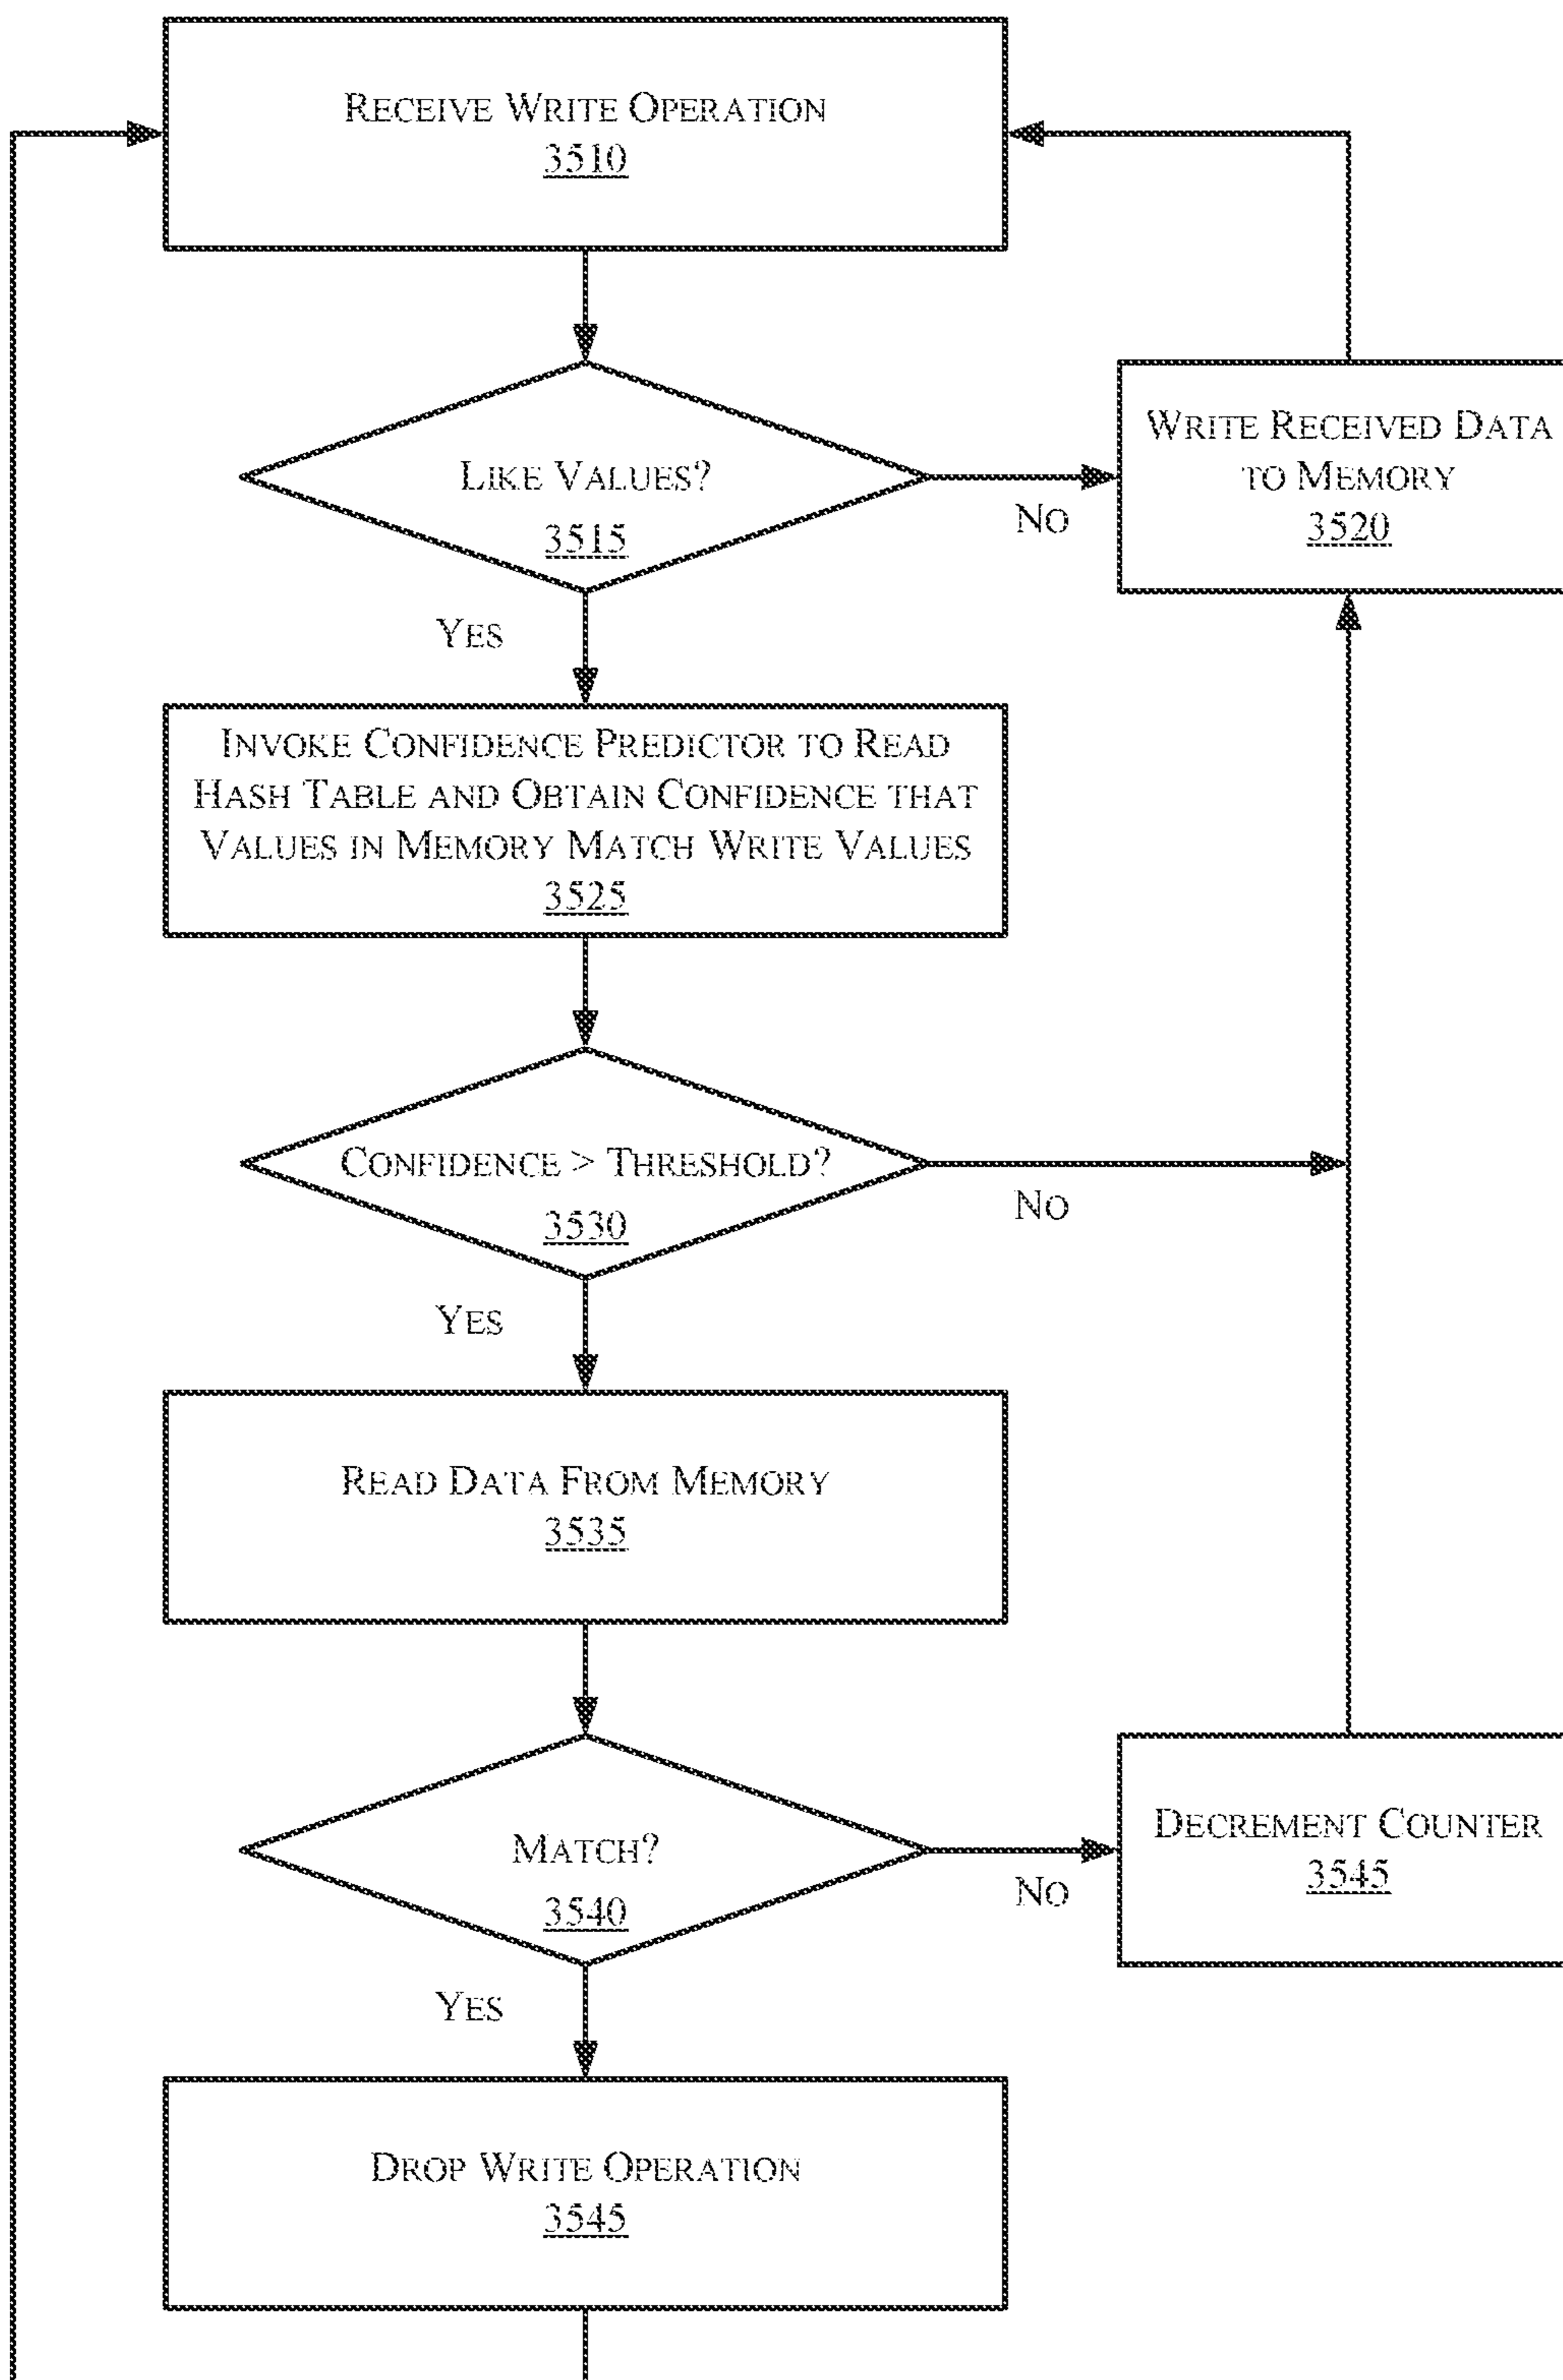 RECEIVE WRITE OPERATION
3510
LIKE VALUES?
3515
NO
WRITE RECEIVED DATA
TO MEMORY
3520
YES
INVOKE CONFIDENCE PREDICTOR TO READ
HASH TABLE AND OBTAIN CONFIDENCE THAT
VALUES IN MEMORY MATCH WRITE VALUES
3525
CONFIDENCE > THRESHOLD?
3530
NO
YES
READ DATA FROM MEMORY
3535
MATCH?
3540
NO
DECREMENT COUNTER
3545
YES
DROP WRITE OPERATION
3545